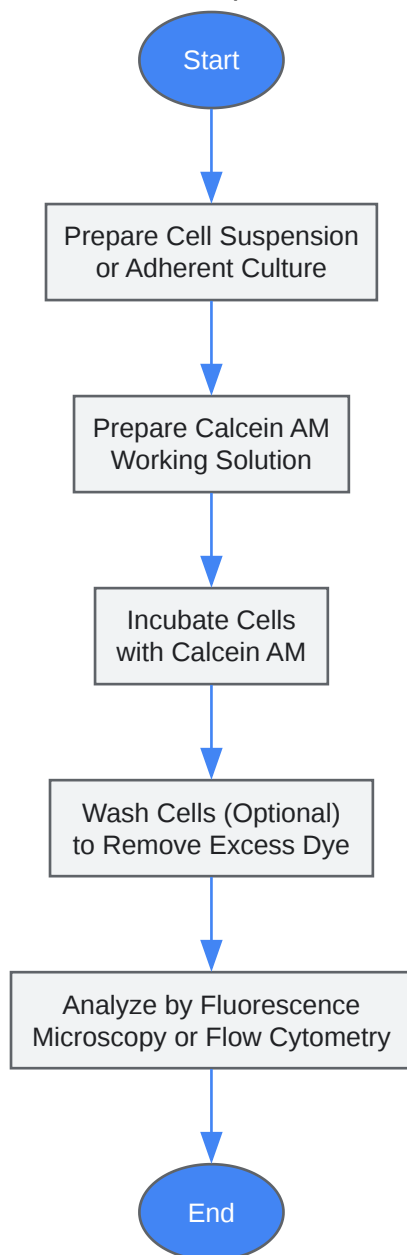 Start
Prepare Cell Suspension
or Adherent Culture
Prepare Calcein AM
Working Solution
Incubate Cells
with Calcein AM
Wash Cells (Optional)
to Remove Excess Dye
Analyze by Fluorescence
Microscopy or Flow Cytometry
End